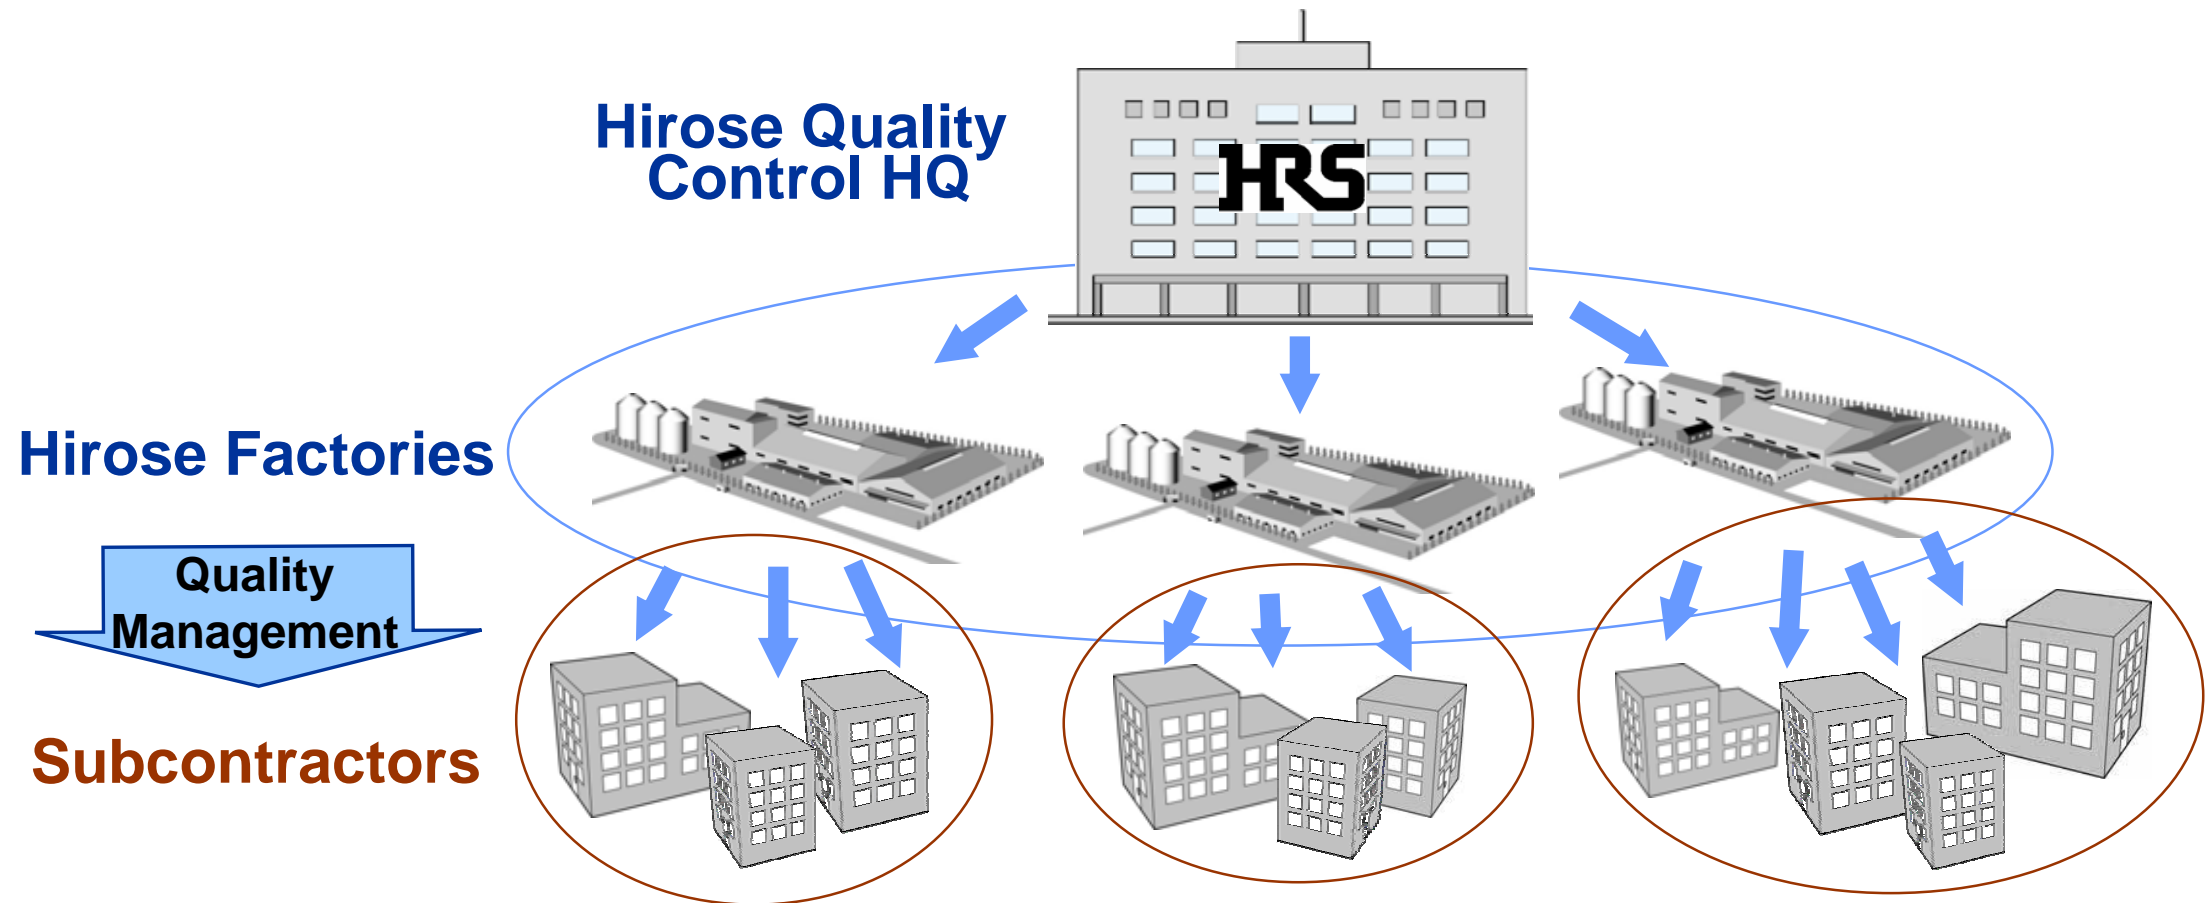 Hirose Quality
Control HQ
HRS
Hirose Factories
Quality
Management
Subcontractors